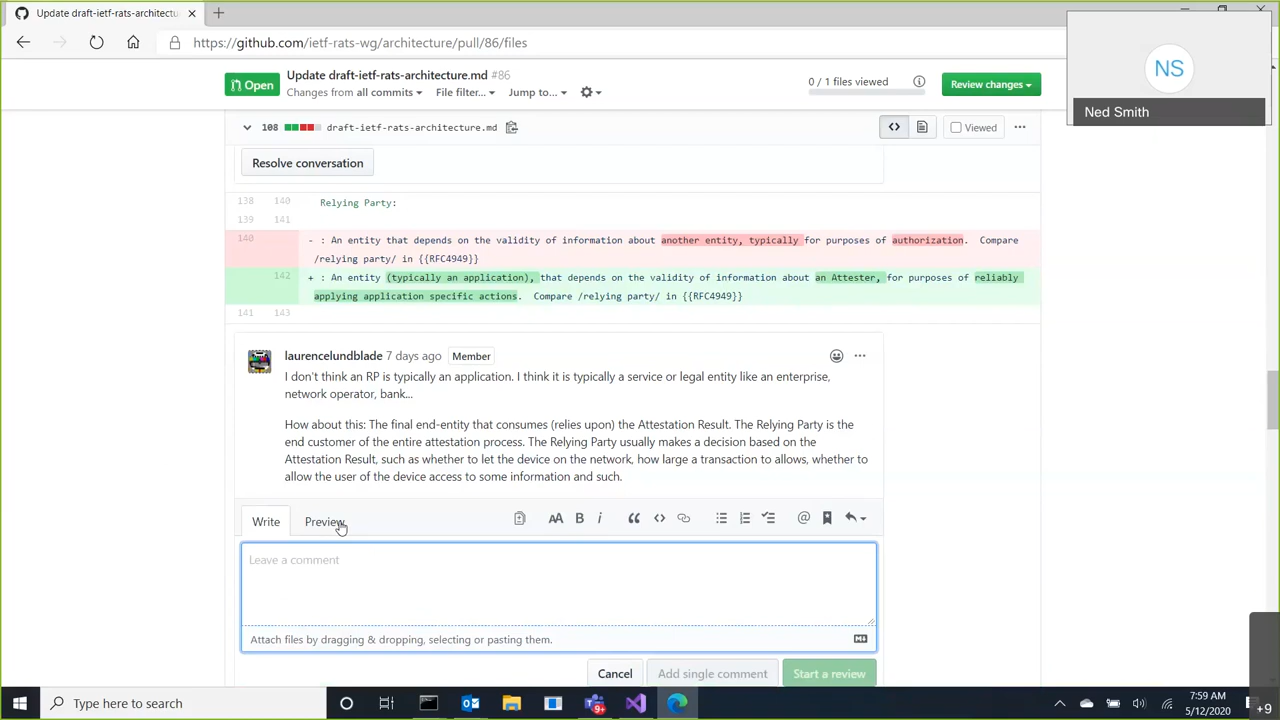 Update draft-ietf-rats-architectu
https://github.com/ietf-rats-wg/architecture/pull/86/files
NS
Ned Smith
Open
Update draft-ietf-rats-architecture.md #86
Changes from all commits
File filter...
Jump to...
0 / 1 files viewed
Review changes
108
draft-ietf-rats-architecture.md
Viewed
Resolve conversation
138 140 Relying Party:
139 141
140 - : An entity that depends on the validity of information about another entity, typically for purposes of authorization. Compare
/relying party/ in {{RFC4949}}
142 + : An entity (typically an application), that depends on the validity of information about an Attester, for purposes of reliably
applying application specific actions. Compare /relying party/ in {{RFC4949}}
141 143
laurencelundblade 7 days ago Member
I don't think an RP is typically an application. I think it is typically a service or legal entity like an enterprise,
network operator, bank...
How about this: The final end-entity that consumes (relies upon) the Attestation Result. The Relying Party is the
end customer of the entire attestation process. The Relying Party usually makes a decision based on the
Attestation Result, such as whether to let the device on the network, how large a transaction to allows, whether to
allow the user of the device access to some information and such.
Write
Preview
AA B i
@
Leave a comment
Attach files by dragging & dropping, selecting or pasting them.
Cancel
Add single comment
Start a review
Type here to search
9+
7:59 AM
5/12/2020
+9